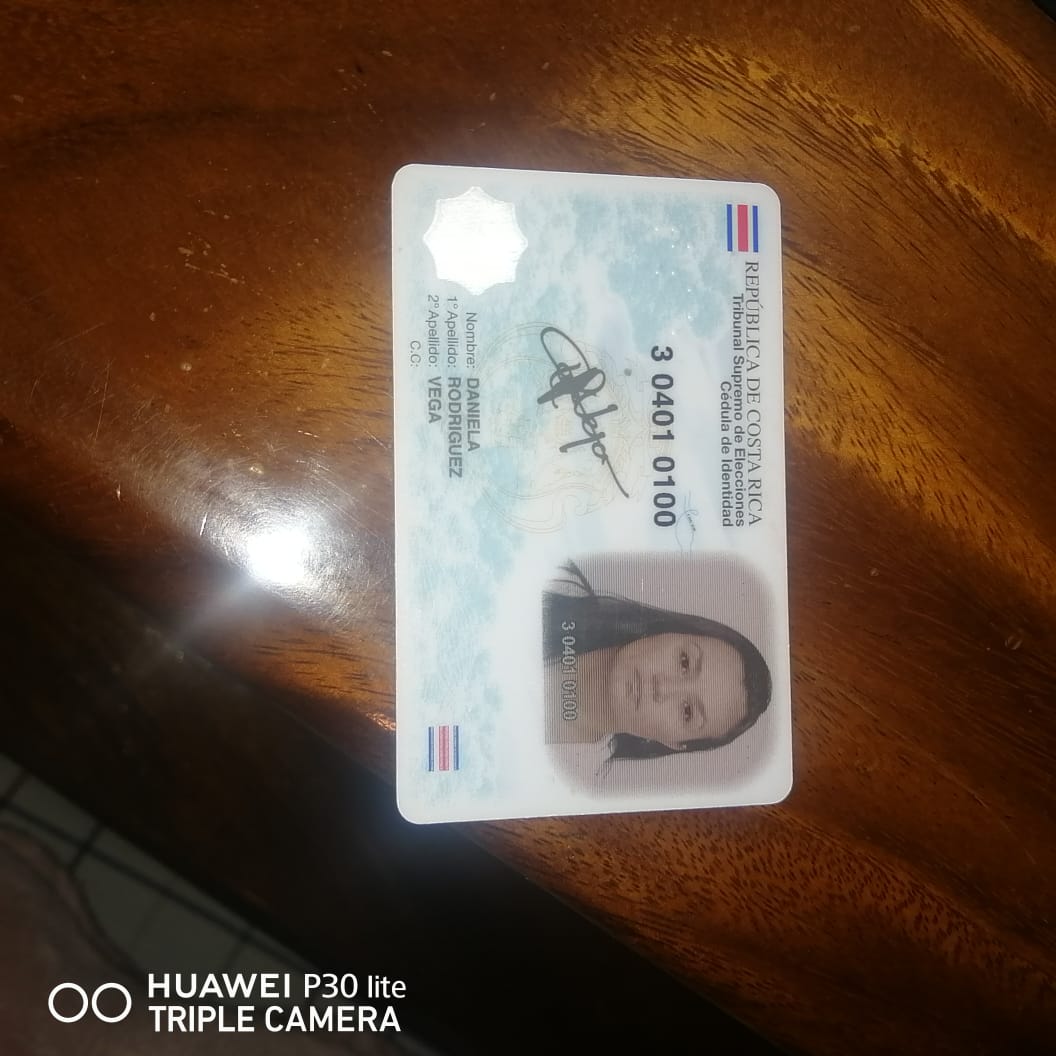 REPÚBLICA DE COSTA RICA
Tribunal Supremo de Elecciones
Cédula de Identidad
3 0401 0100
3 0401 0100
Nombre: DANIELA
1° Apellido: RODRIGUEZ
2° Apellido: VEGA
C.C:
HUAWEI P30 lite
TRIPLE CAMERA